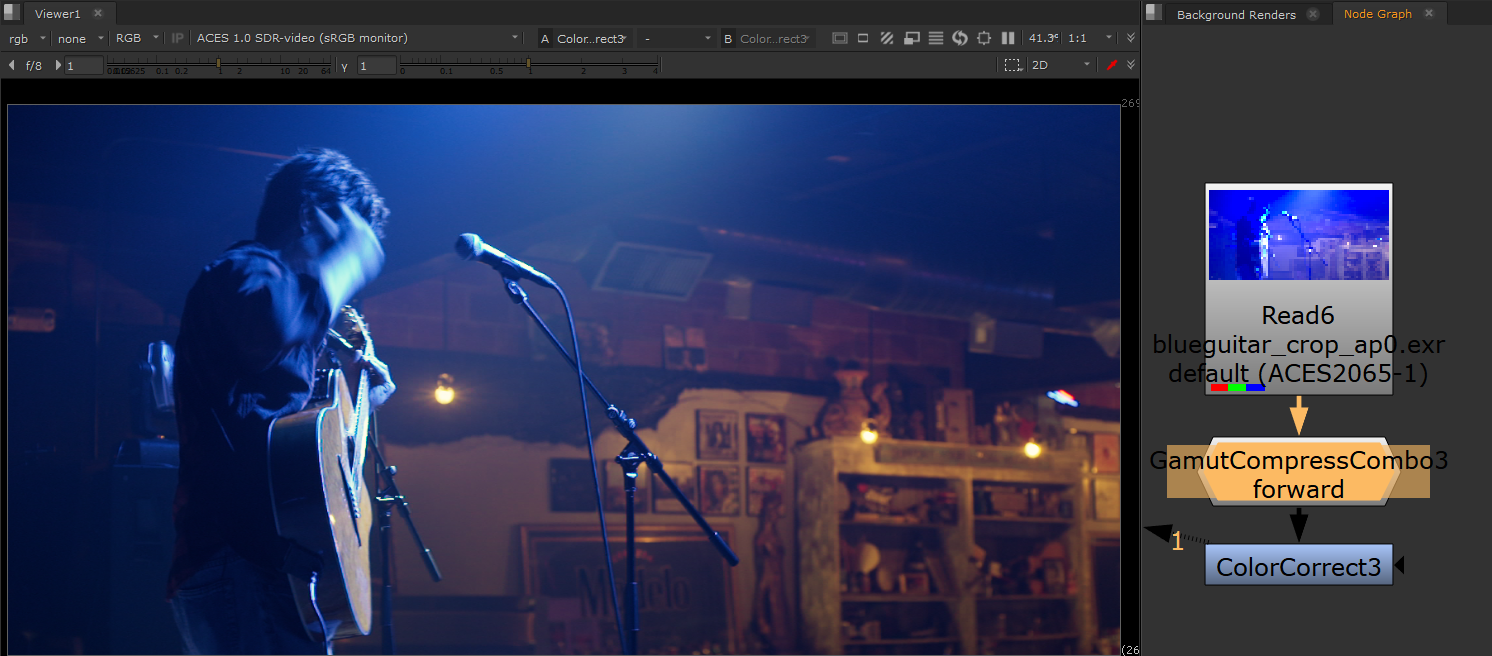 Viewer1
Background Renders
Node Graph
rgb
none
RGB
IP
ACES 1.0 SDR-video (sRGB monitor)
A Color...rect3
-
B Color...rect3
41.3
1:1
f/8
1
0.1 0.2 1 2 10 20 64
γ
1
0 0.1 0.5 1 2 3 4
2D
269
Read6
blueguitar_crop_ap0.exr
default (ACES2065-1)
GamutCompressCombo3
forward
1
ColorCorrect3
Modelo
(26